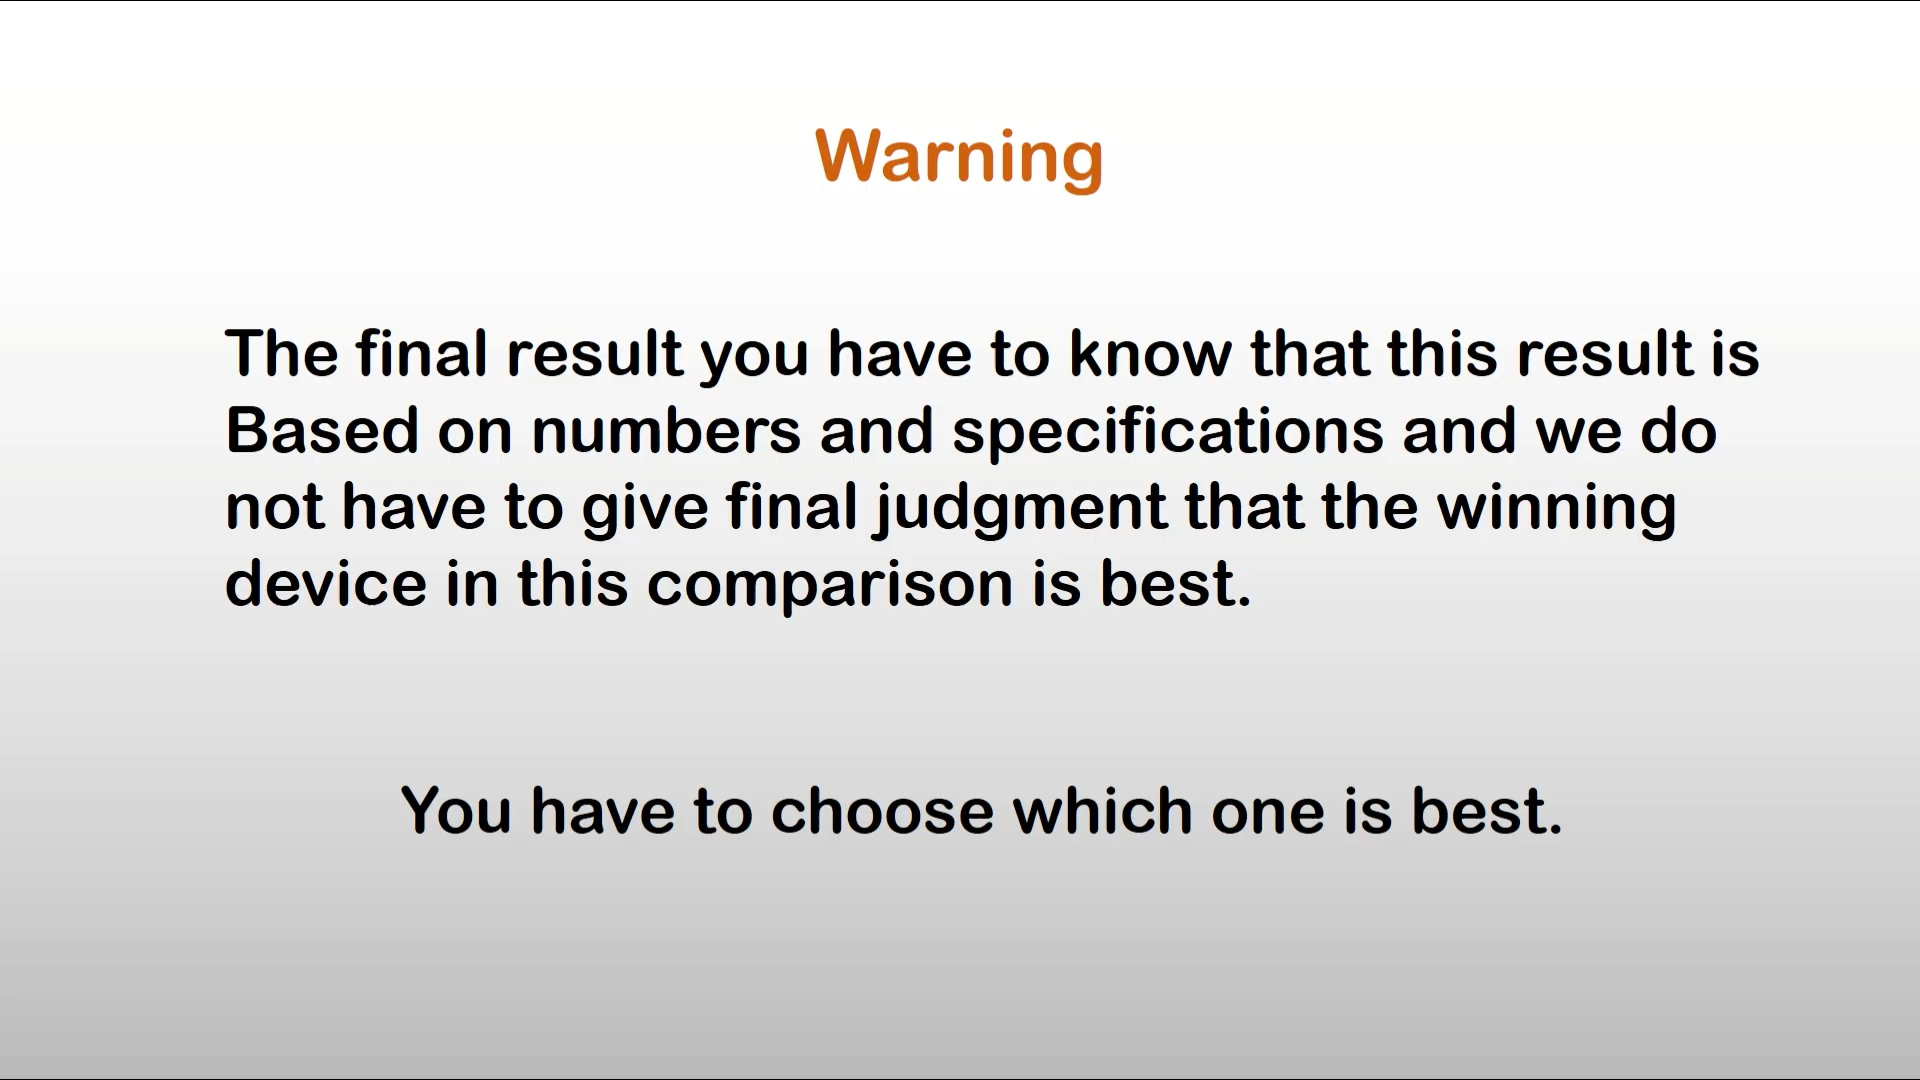 Warning
The final result you have to know that this result is
Based on numbers and specifications and we do
not have to give final judgment that the winning
device in this comparison is best.
You have to choose which one is best.